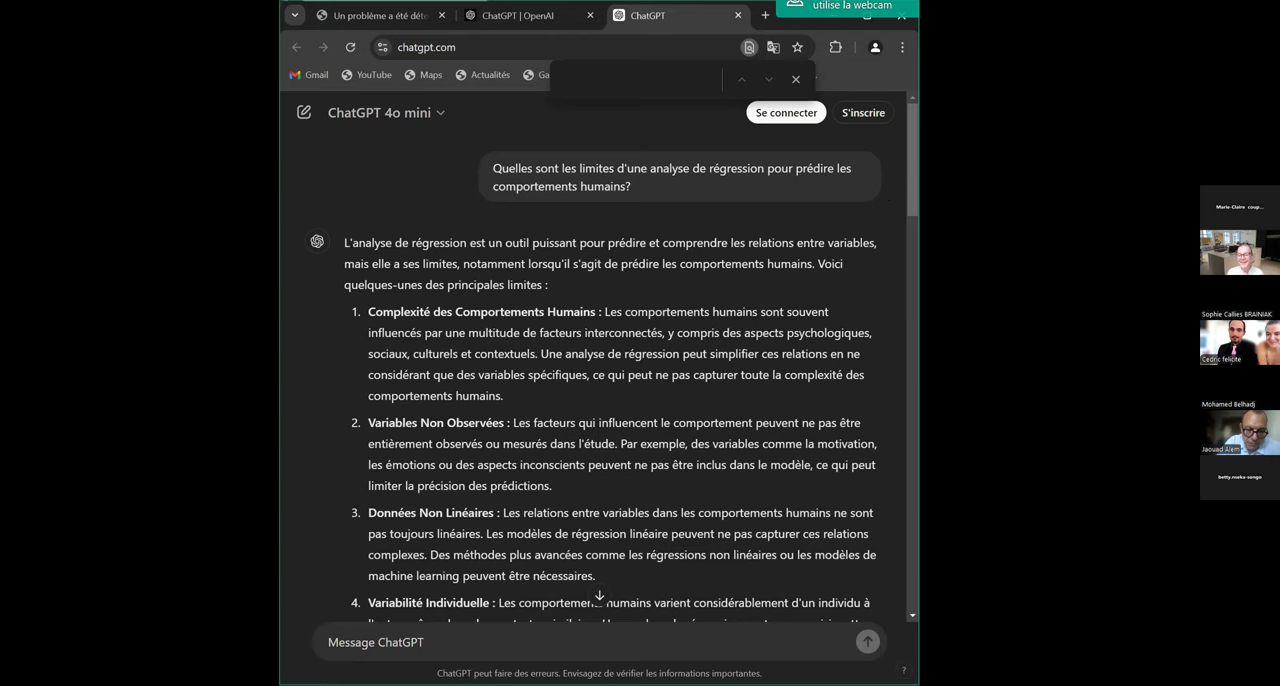 Un problème a été déte
ChatGPT | OpenAI
ChatGPT
utilise la webcam
chatgpt.com
Gmail
YouTube
Maps
Actualités
Ga
ChatGPT 4o mini
Se connecter
S'inscrire
Quelles sont les limites d'une analyse de régression pour prédire les
comportements humains?
L'analyse de régression est un outil puissant pour prédire et comprendre les relations entre variables,
mais elle a ses limites, notamment lorsqu'il s'agit de prédire les comportements humains. Voici
quelques-unes des principales limites :
1. Complexité des Comportements Humains : Les comportements humains sont souvent
influencés par une multitude de facteurs interconnectés, y compris des aspects psychologiques,
sociaux, culturels et contextuels. Une analyse de régression peut simplifier ces relations en ne
considérant que des variables spécifiques, ce qui peut ne pas capturer toute la complexité des
comportements humains.
2. Variables Non Observées : Les facteurs qui influencent le comportement peuvent ne pas être
entièrement observés ou mesurés dans l'étude. Par exemple, des variables comme la motivation,
les émotions ou des aspects inconscients peuvent ne pas être inclus dans le modèle, ce qui peut
limiter la précision des prédictions.
3. Données Non Linéaires : Les relations entre variables dans les comportements humains ne sont
pas toujours linéaires. Les modèles de régression linéaire peuvent ne pas capturer ces relations
complexes. Des méthodes plus avancées comme les régressions non linéaires ou les modèles de
machine learning peuvent être nécessaires.
4. Variabilité Individuelle : Les comportements humains varient considérablement d'un individu à
Message ChatGPT
ChatGPT peut faire des erreurs. Envisagez de vérifier les informations importantes.
?
Marie-Claire coup...
Sophie Callies BRAINIAK
Cedric felicite
Mohamed Belhadj
Jaouad Alem
betty.nseka-songo